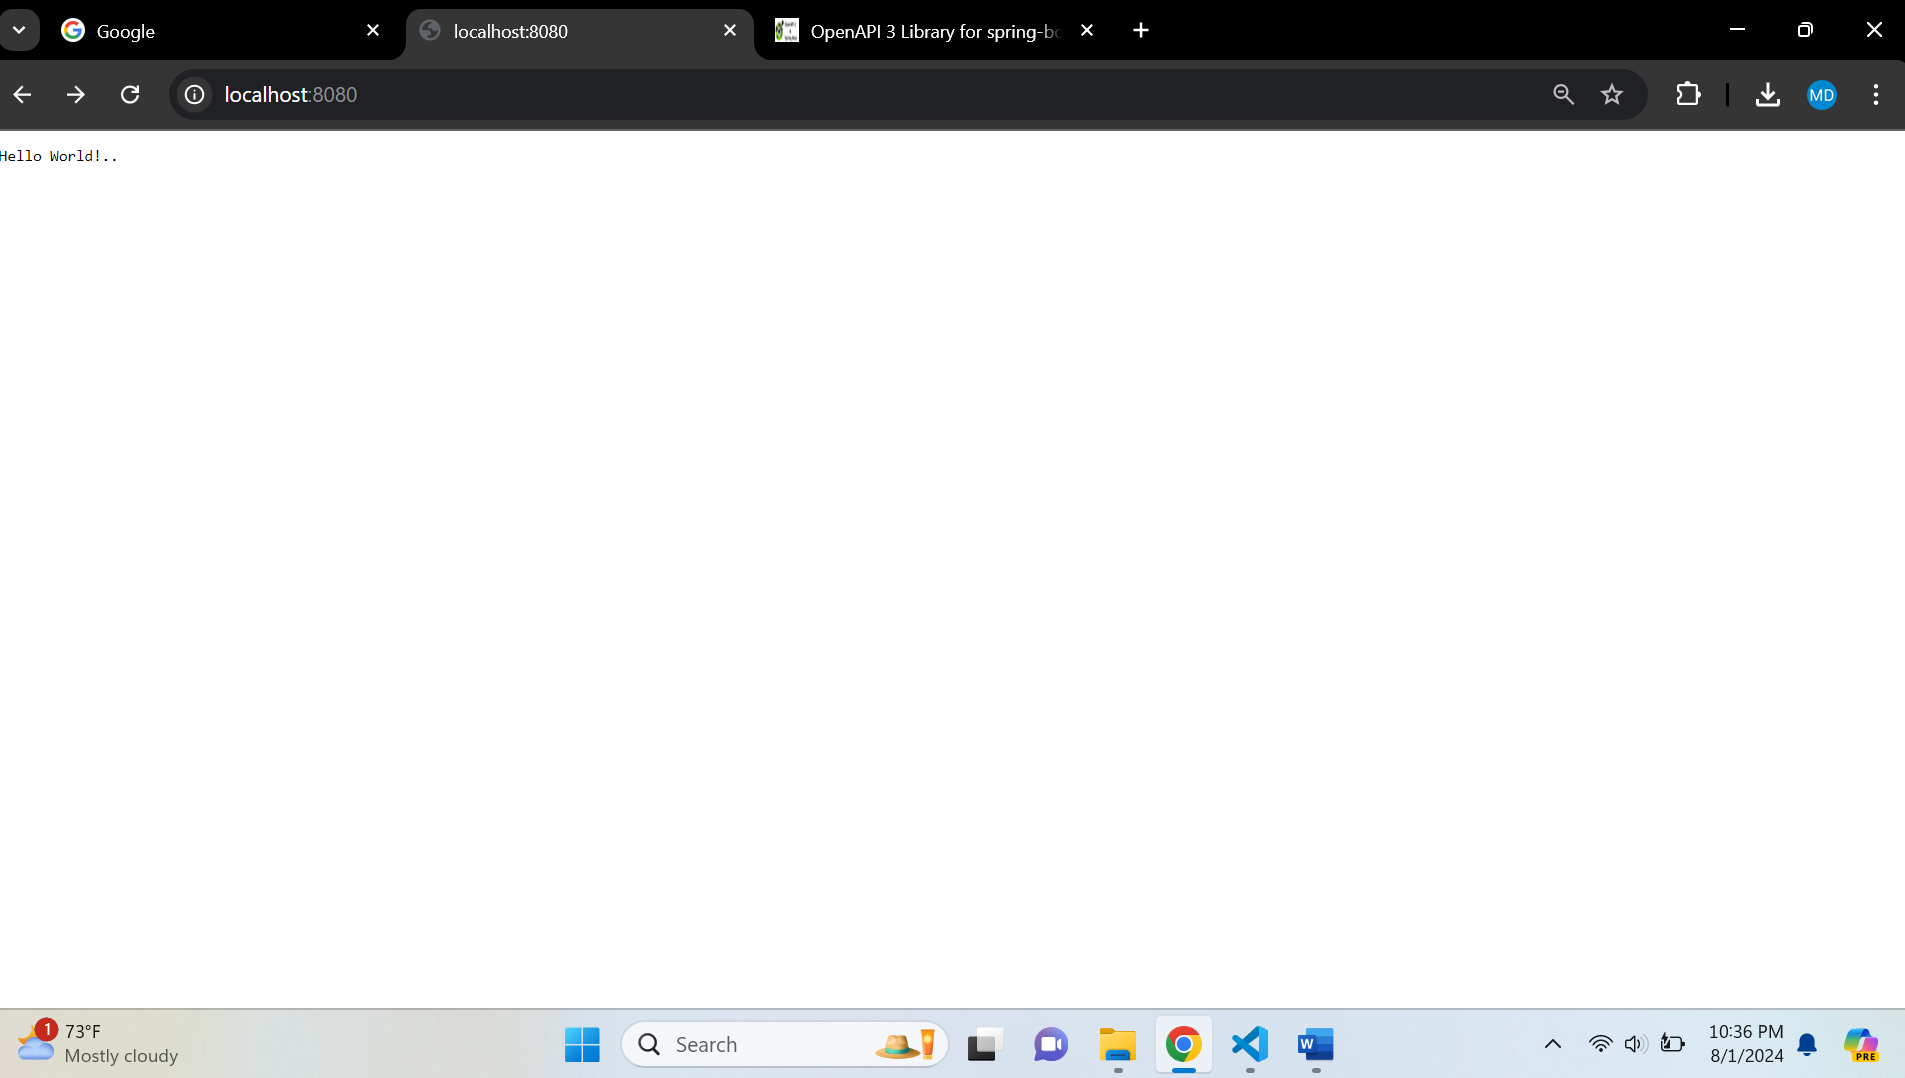 Google
localhost:8080
OpenAPI 3 Library for spring-bo
localhost:8080
MD
Hello World!..
1
73°F
Mostly cloudy
Search
W
10:36 PM
8/1/2024
PRE